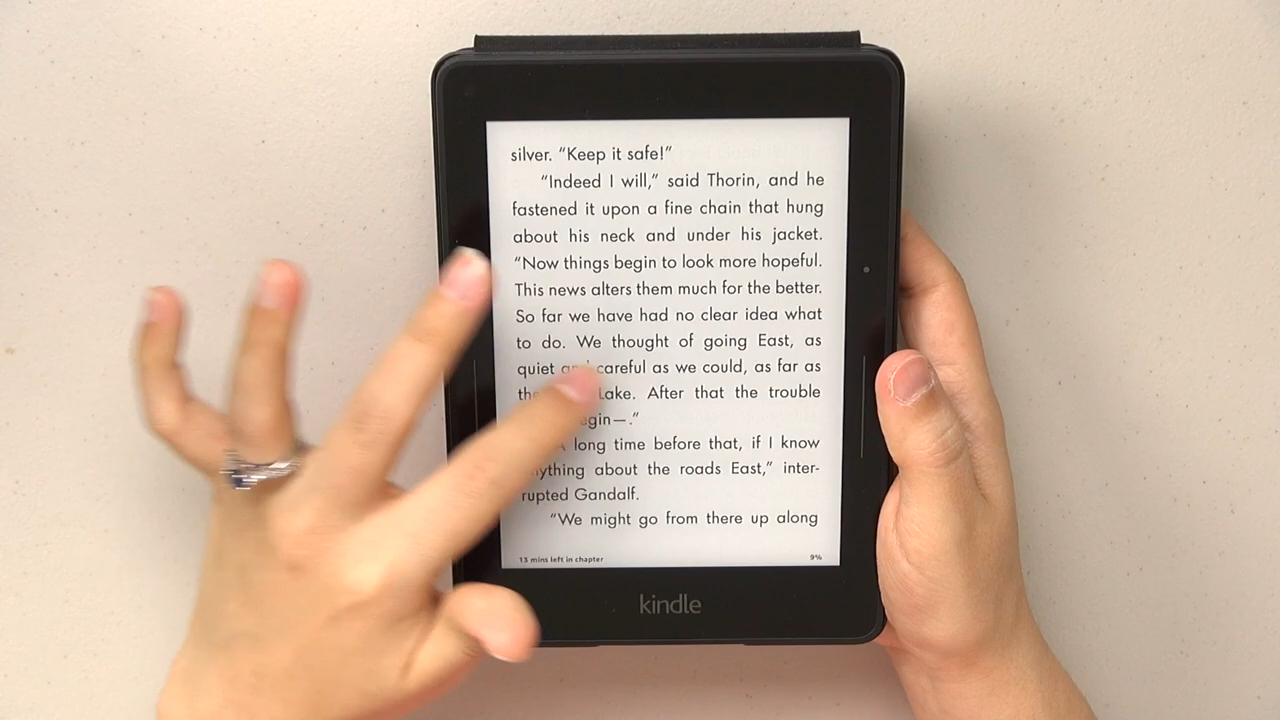 silver. “Keep it safe!”
“Indeed I will,” said Thorin, and he
fastened it upon a fine chain that hung
about his neck and under his jacket.
“Now things begin to look more hopeful.
This news alters them much for the better.
So far we have had no clear idea what
to do. We thought of going East, as
quiet and careful as we could, as far as
the Lake. After that the trouble
egin—.”
A long time before that, if I know
anything about the roads East,” inter-
rupted Gandalf.
“We might go from there up along
13 mins left in chapter 9%
kindle